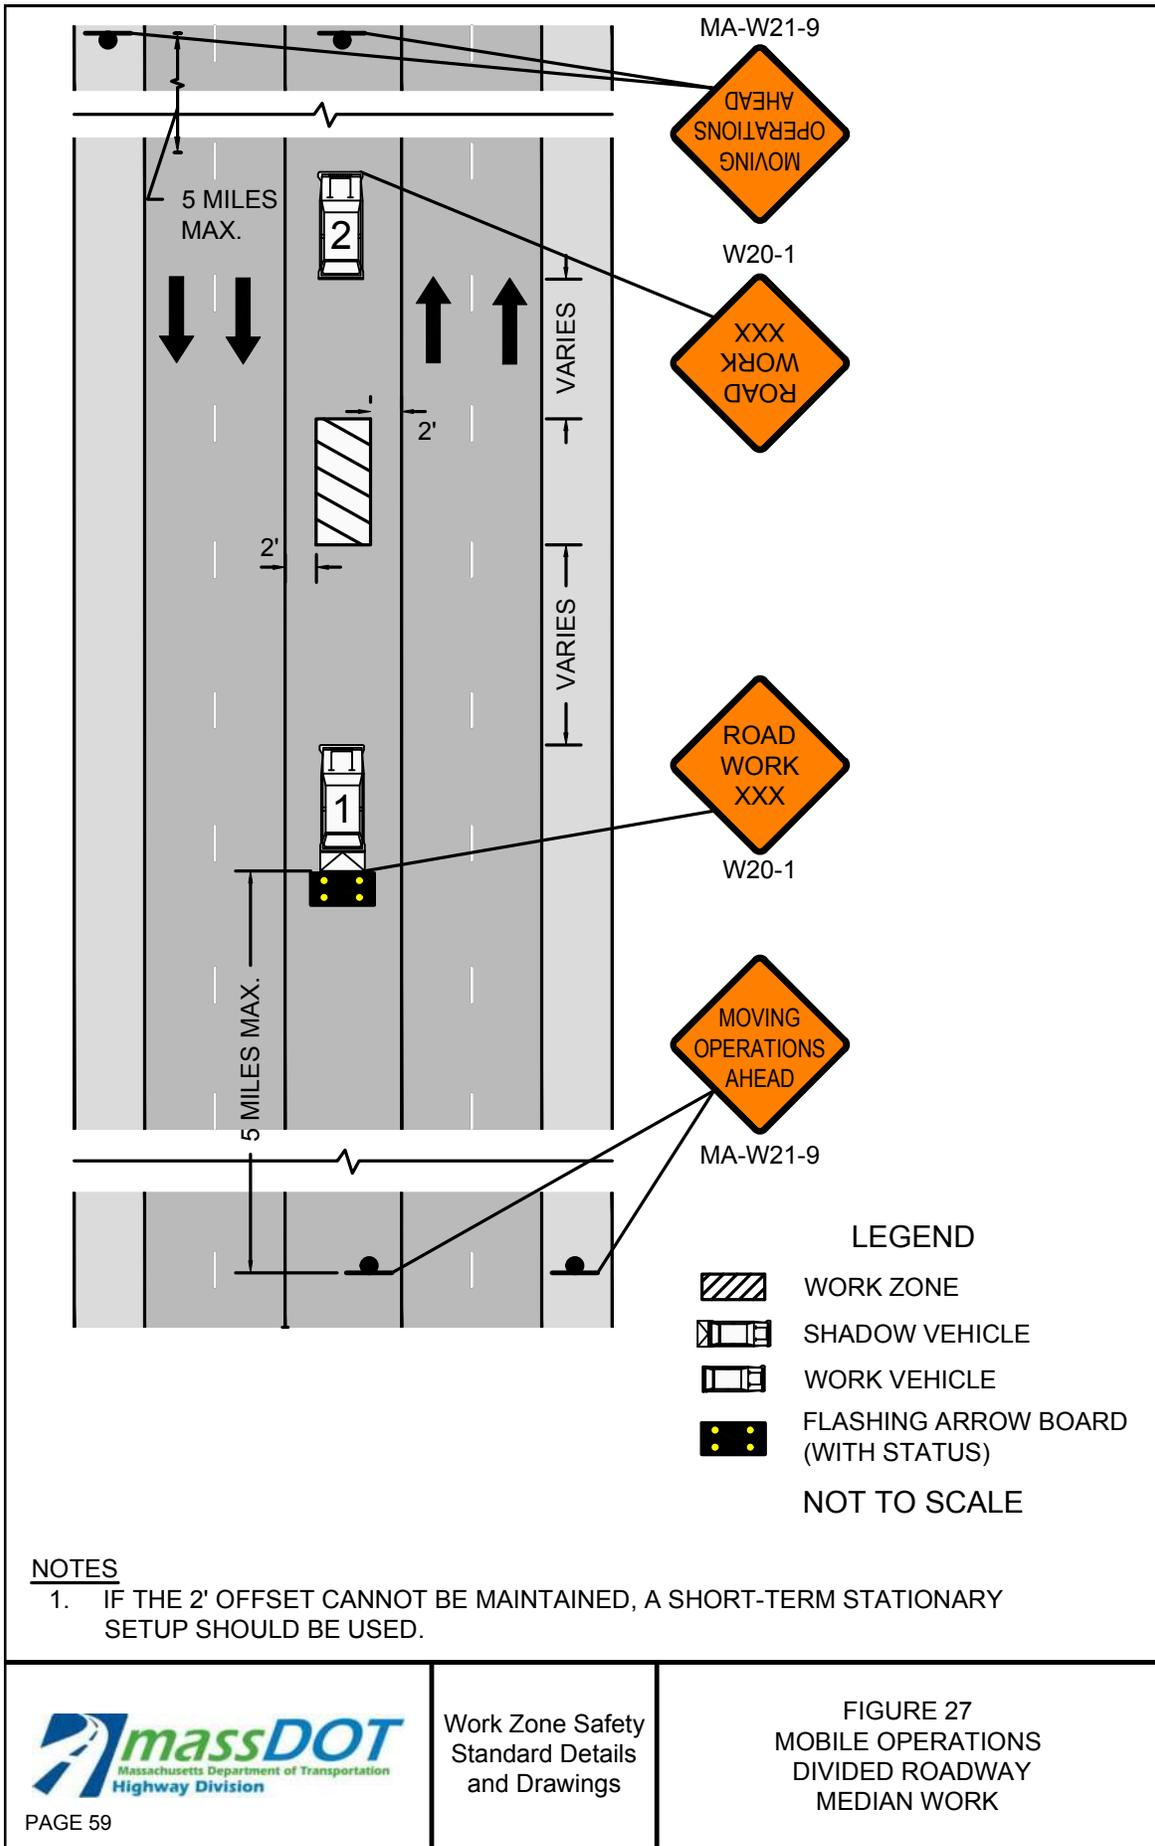 MA-W21-9
MOVING
OPERATIONS
AHEAD
5 MILES
MAX.
2
W20-1
ROAD
WORK
XXX
VARIES
2'
2'
VARIES
1
ROAD
WORK
XXX
W20-1
5 MILES MAX.
MOVING
OPERATIONS
AHEAD
MA-W21-9
LEGEND
WORK ZONE
SHADOW VEHICLE
WORK VEHICLE
FLASHING ARROW BOARD
(WITH STATUS)
NOT TO SCALE
NOTES
1. IF THE 2' OFFSET CANNOT BE MAINTAINED, A SHORT-TERM STATIONARY
SETUP SHOULD BE USED.
massDOT
Massachusetts Department of Transportation
Highway Division
PAGE 59
Work Zone Safety
Standard Details
and Drawings
FIGURE 27
MOBILE OPERATIONS
DIVIDED ROADWAY
MEDIAN WORK